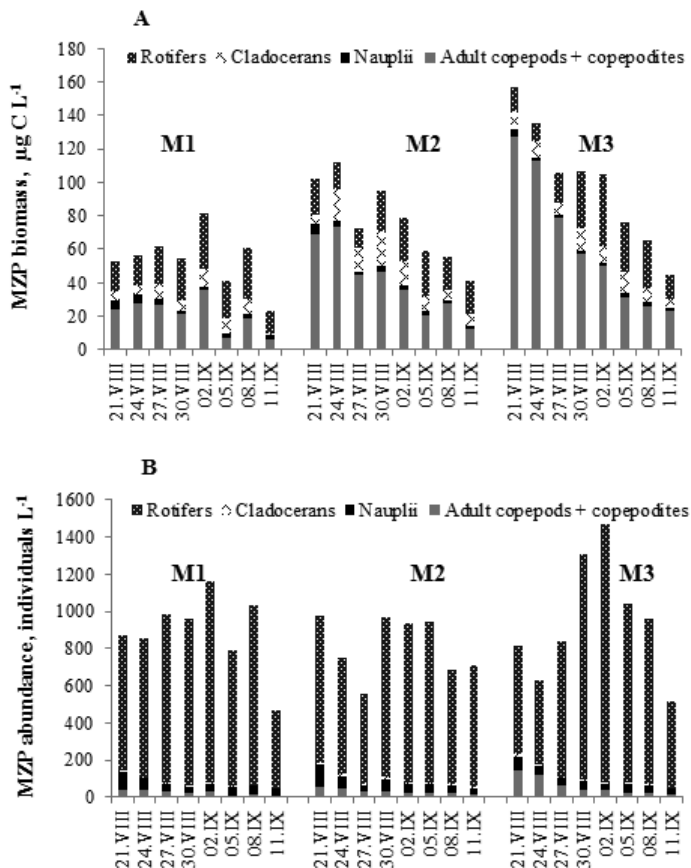 A
180
160
140
120
100
80
60
40
20
0
MZP biomass, µg C L-1
Rotifers Cladocerans Nauplii Adult copepods + copepodites
M1 M2 M3
21.VIII 24.VIII 27.VIII 30.VIII 02.IX 05.IX 08.IX 11.IX 21.VIII 24.VIII 27.VIII 30.VIII 02.IX 05.IX 08.IX 11.IX 21.VIII 24.VIII 27.VIII 30.VIII 02.IX 05.IX 08.IX 11.IX
B
1600
1400
1200
1000
800
600
400
200
0
MZP abundance, individuals L-1
Rotifers Cladocerans Nauplii Adult copepods + copepodites
M1 M2 M3
21.VIII 24.VIII 27.VIII 30.VIII 02.IX 05.IX 08.IX 11.IX 21.VIII 24.VIII 27.VIII 30.VIII 02.IX 05.IX 08.IX 11.IX 21.VIII 24.VIII 27.VIII 30.VIII 02.IX 05.IX 08.IX 11.IX